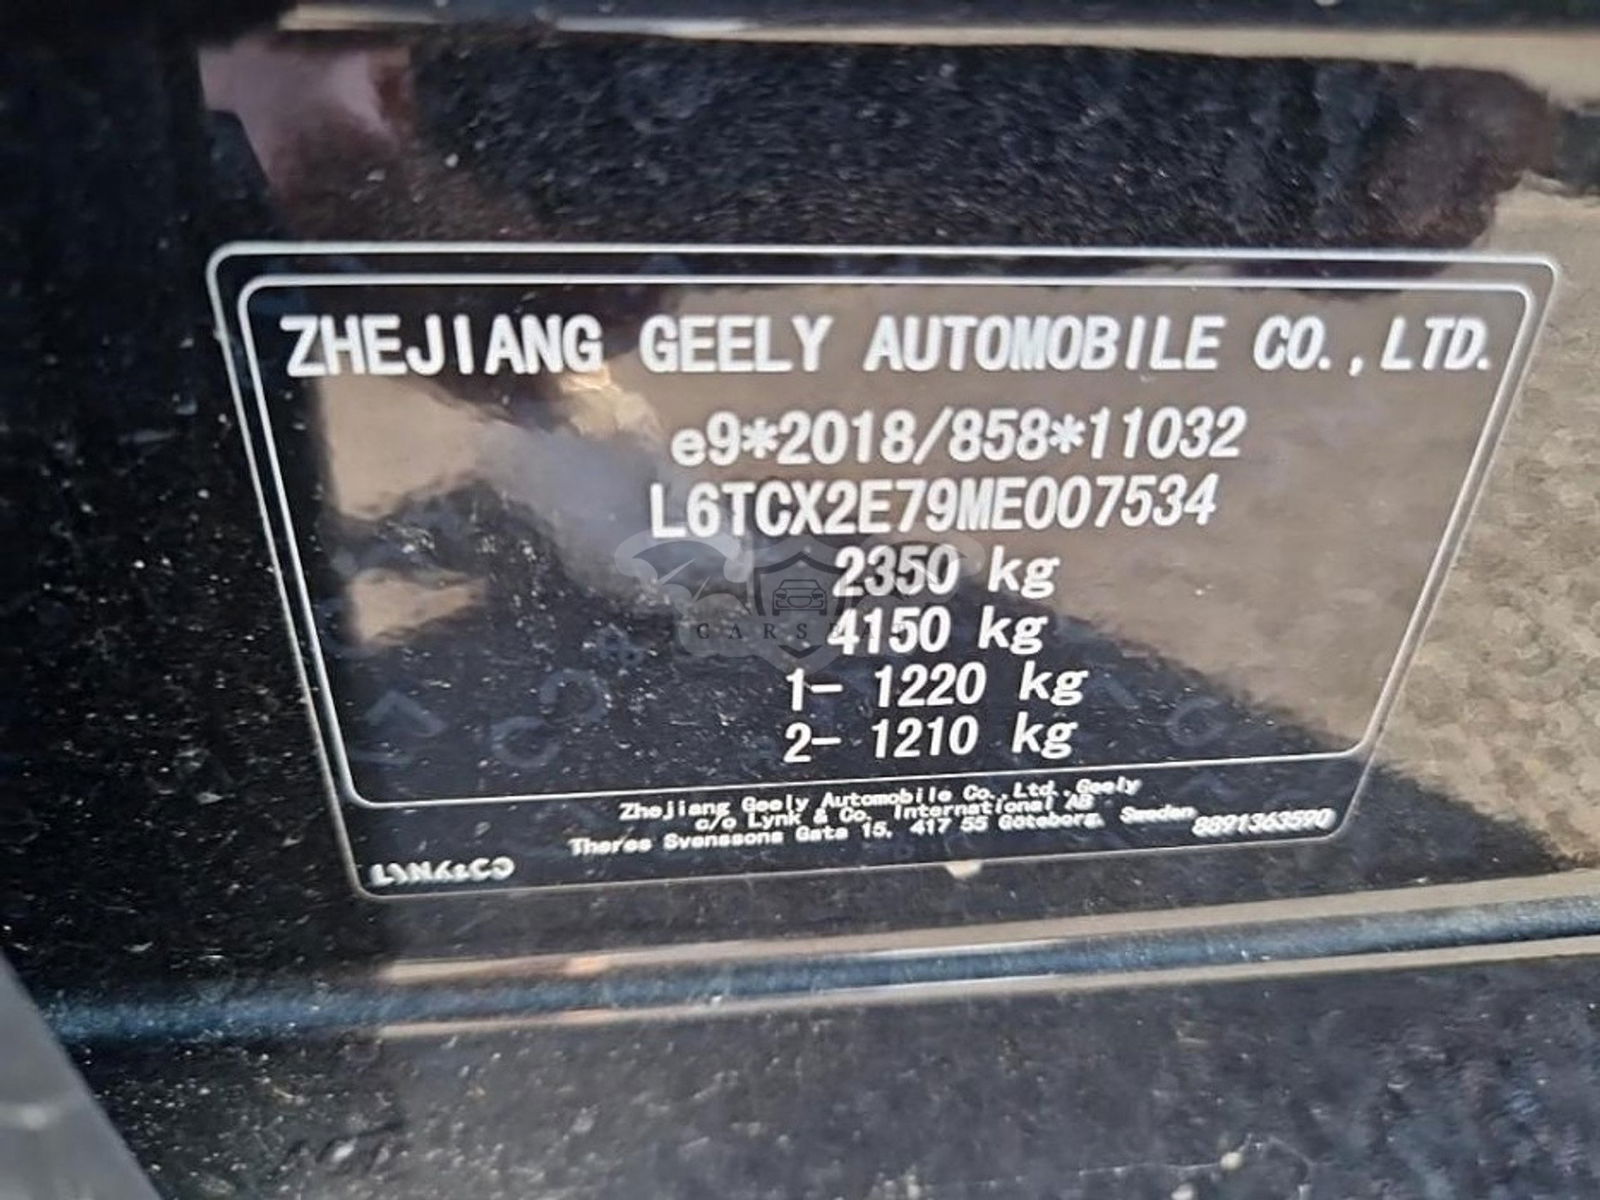 ZHEJIANG GEELY AUTOMOBILE CO.,LTD.
e9*2018/858*11032
L6TCX2E79ME007534
2350 kg
4150 kg
1- 1220 kg
2- 1210 kg
Zhejiang Geely Automobile Co.,Ltd.,Geely
c/o Lynk & Co. International AB
Theres Svenssons Gata 15, 417 55 Göteborg, Sweden
8891363590
LYNK&CO
CARS